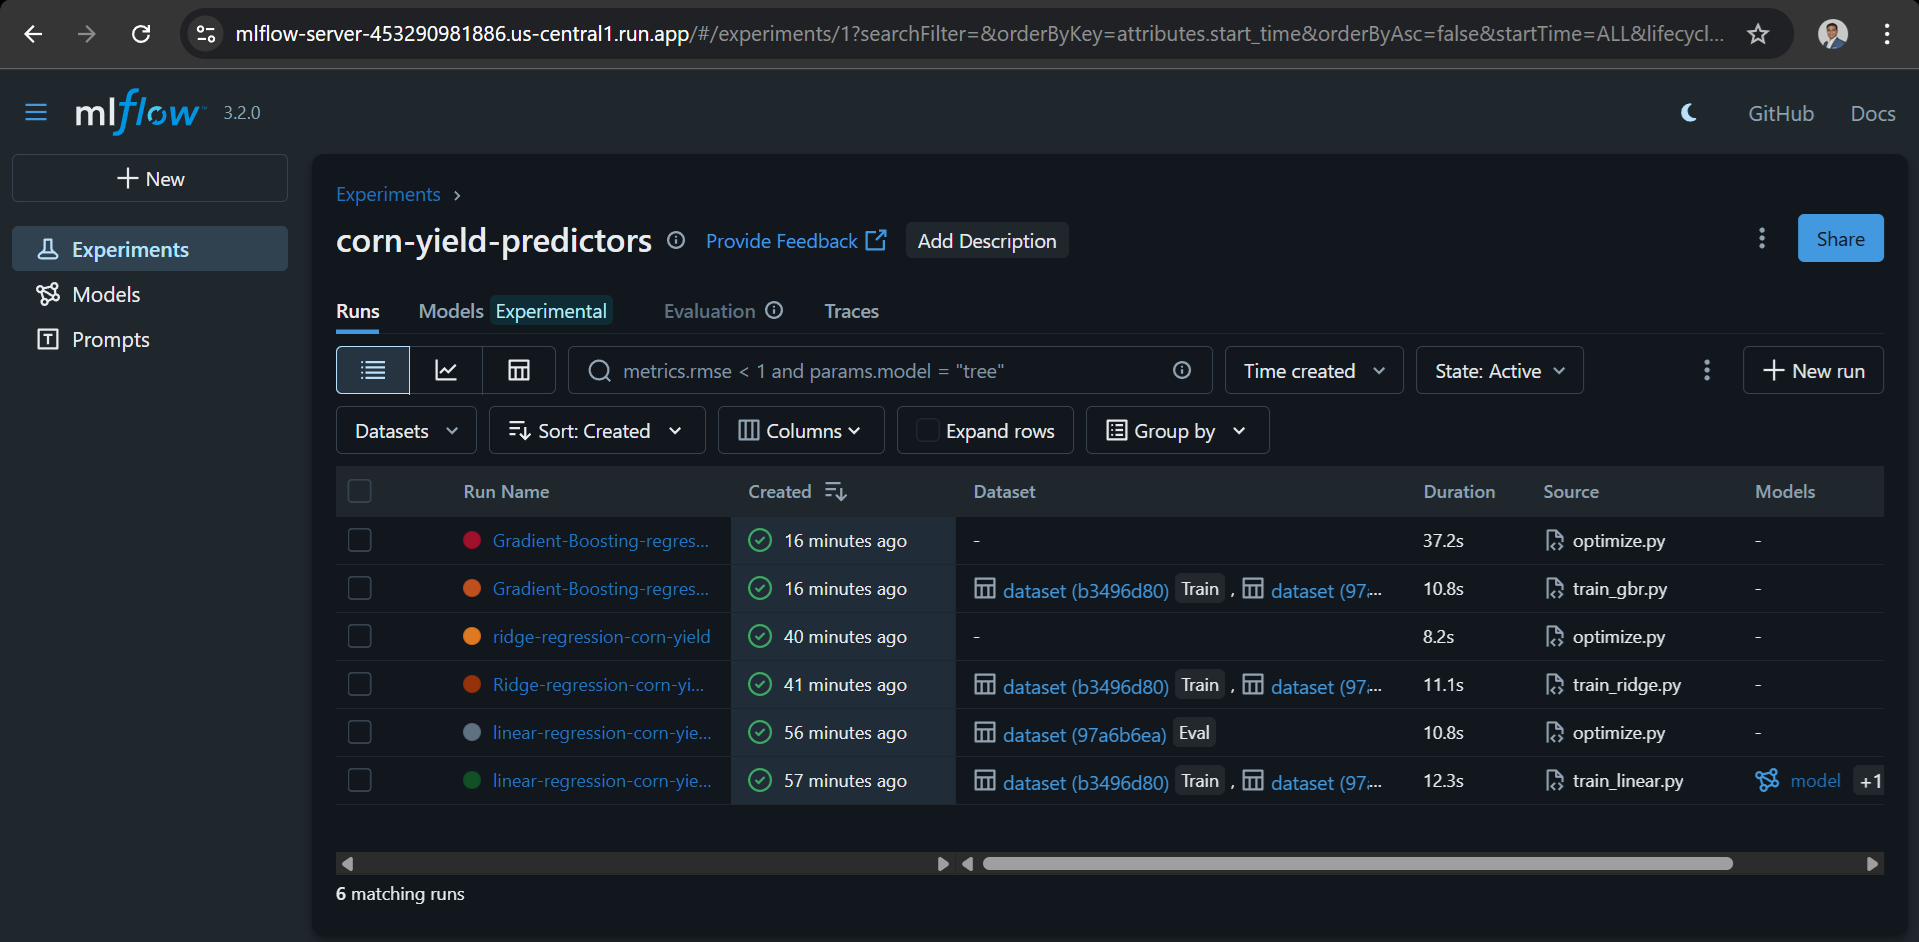 mlflow-server-453290981886.us-central1.run.app/#/experiments/1?searchFilter=&orderByKey=attributes.start_time&orderByAsc=false&startTime=ALL&lifecycl...
mlflow 3.2.0 GitHub Docs
New
Experiments
Models
Prompts
Experiments
corn-yield-predictors Provide Feedback Add Description Share
Runs Models Experimental Evaluation Traces
metrics.rmse < 1 and params.model = "tree" Time created State: Active New run
Datasets Sort: Created Columns Expand rows Group by
Run Name Created Dataset Duration Source Models
Gradient-Boosting-regres... 16 minutes ago - 37.2s optimize.py -
Gradient-Boosting-regres... 16 minutes ago dataset (b3496d80) Train , dataset (97... 10.8s train_gbr.py -
ridge-regression-corn-yield 40 minutes ago - 8.2s optimize.py -
Ridge-regression-corn-yi... 41 minutes ago dataset (b3496d80) Train , dataset (97... 11.1s train_ridge.py -
linear-regression-corn-yie... 56 minutes ago dataset (97a6b6ea) Eval 10.8s optimize.py -
linear-regression-corn-yie... 57 minutes ago dataset (b3496d80) Train , dataset (97... 12.3s train_linear.py model +1
6 matching runs